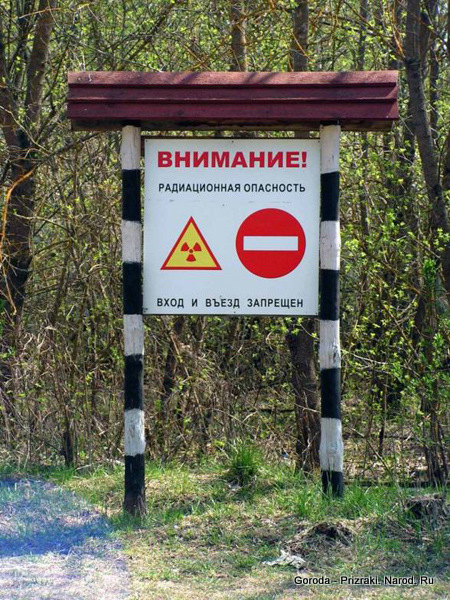 ВНИМАНИЕ!
РАДИАЦИОННАЯ ОПАСНОСТЬ
ВХОД И ВЪЕЗД ЗАПРЕЩЕН
Goroda - Prizraki. Narod. Ru